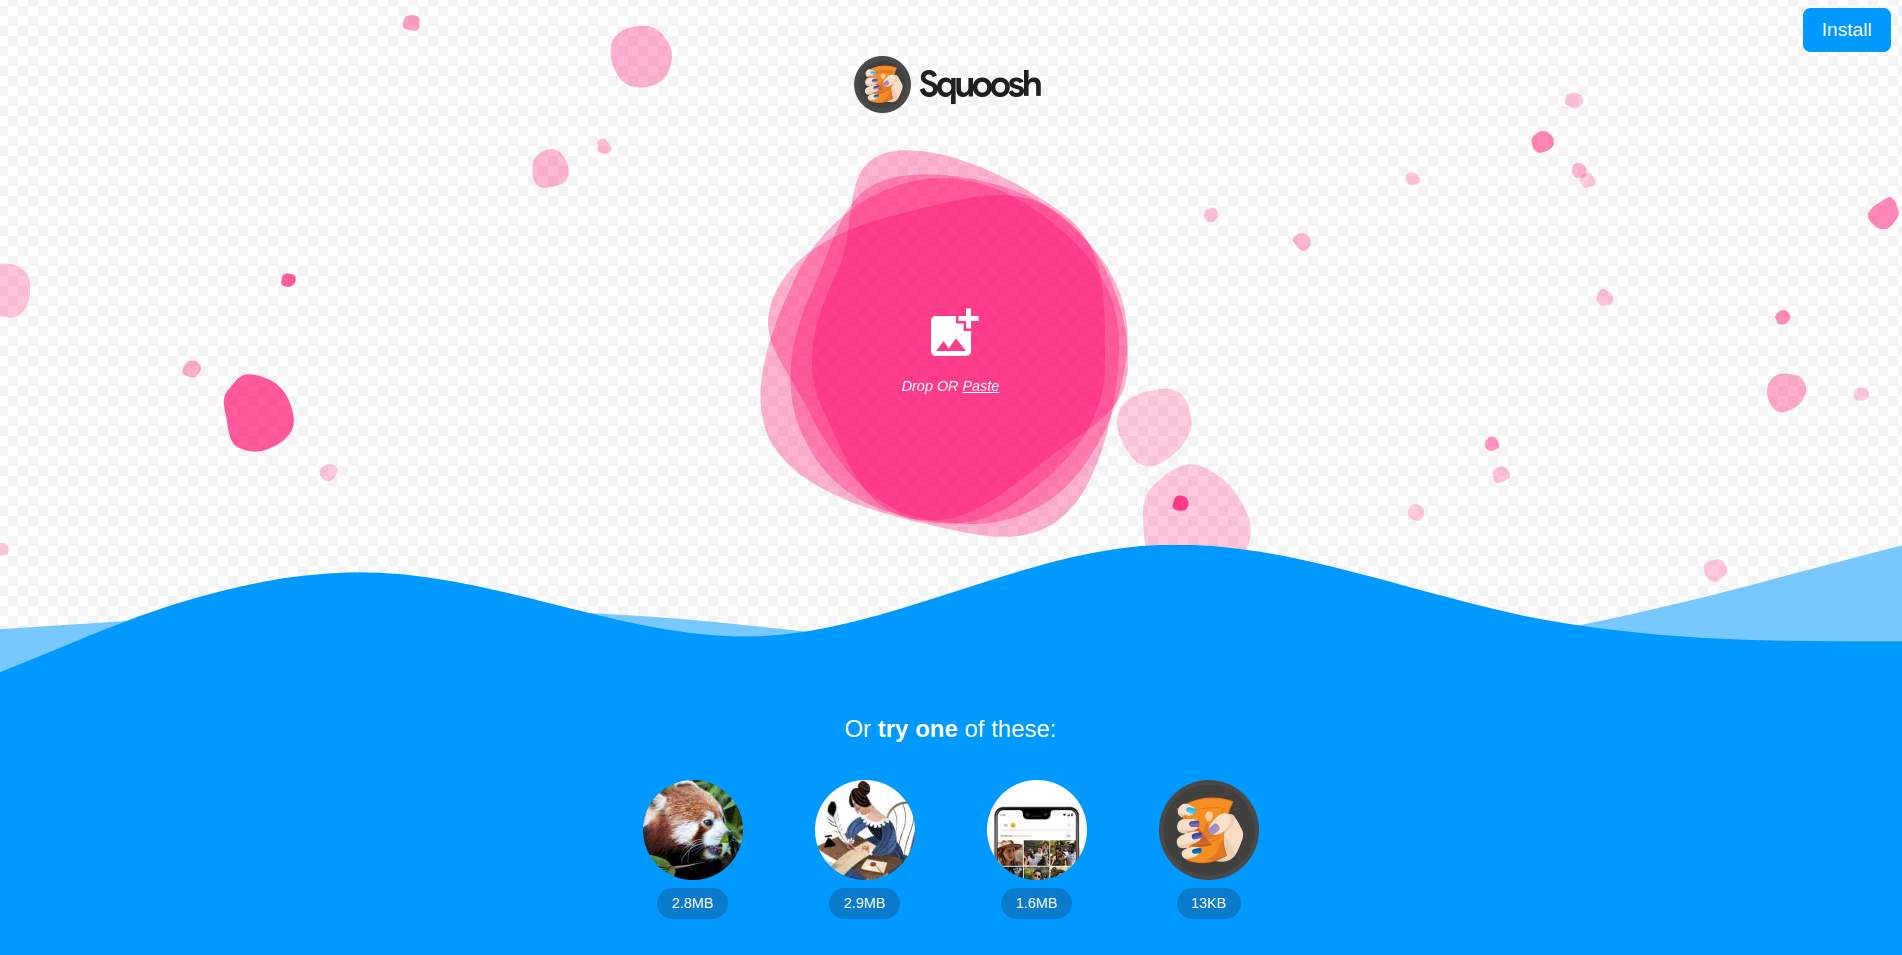 Install
Squoosh
Drop OR Paste
Or try one of these:
2.8MB
2.9MB
1.6MB
13KB